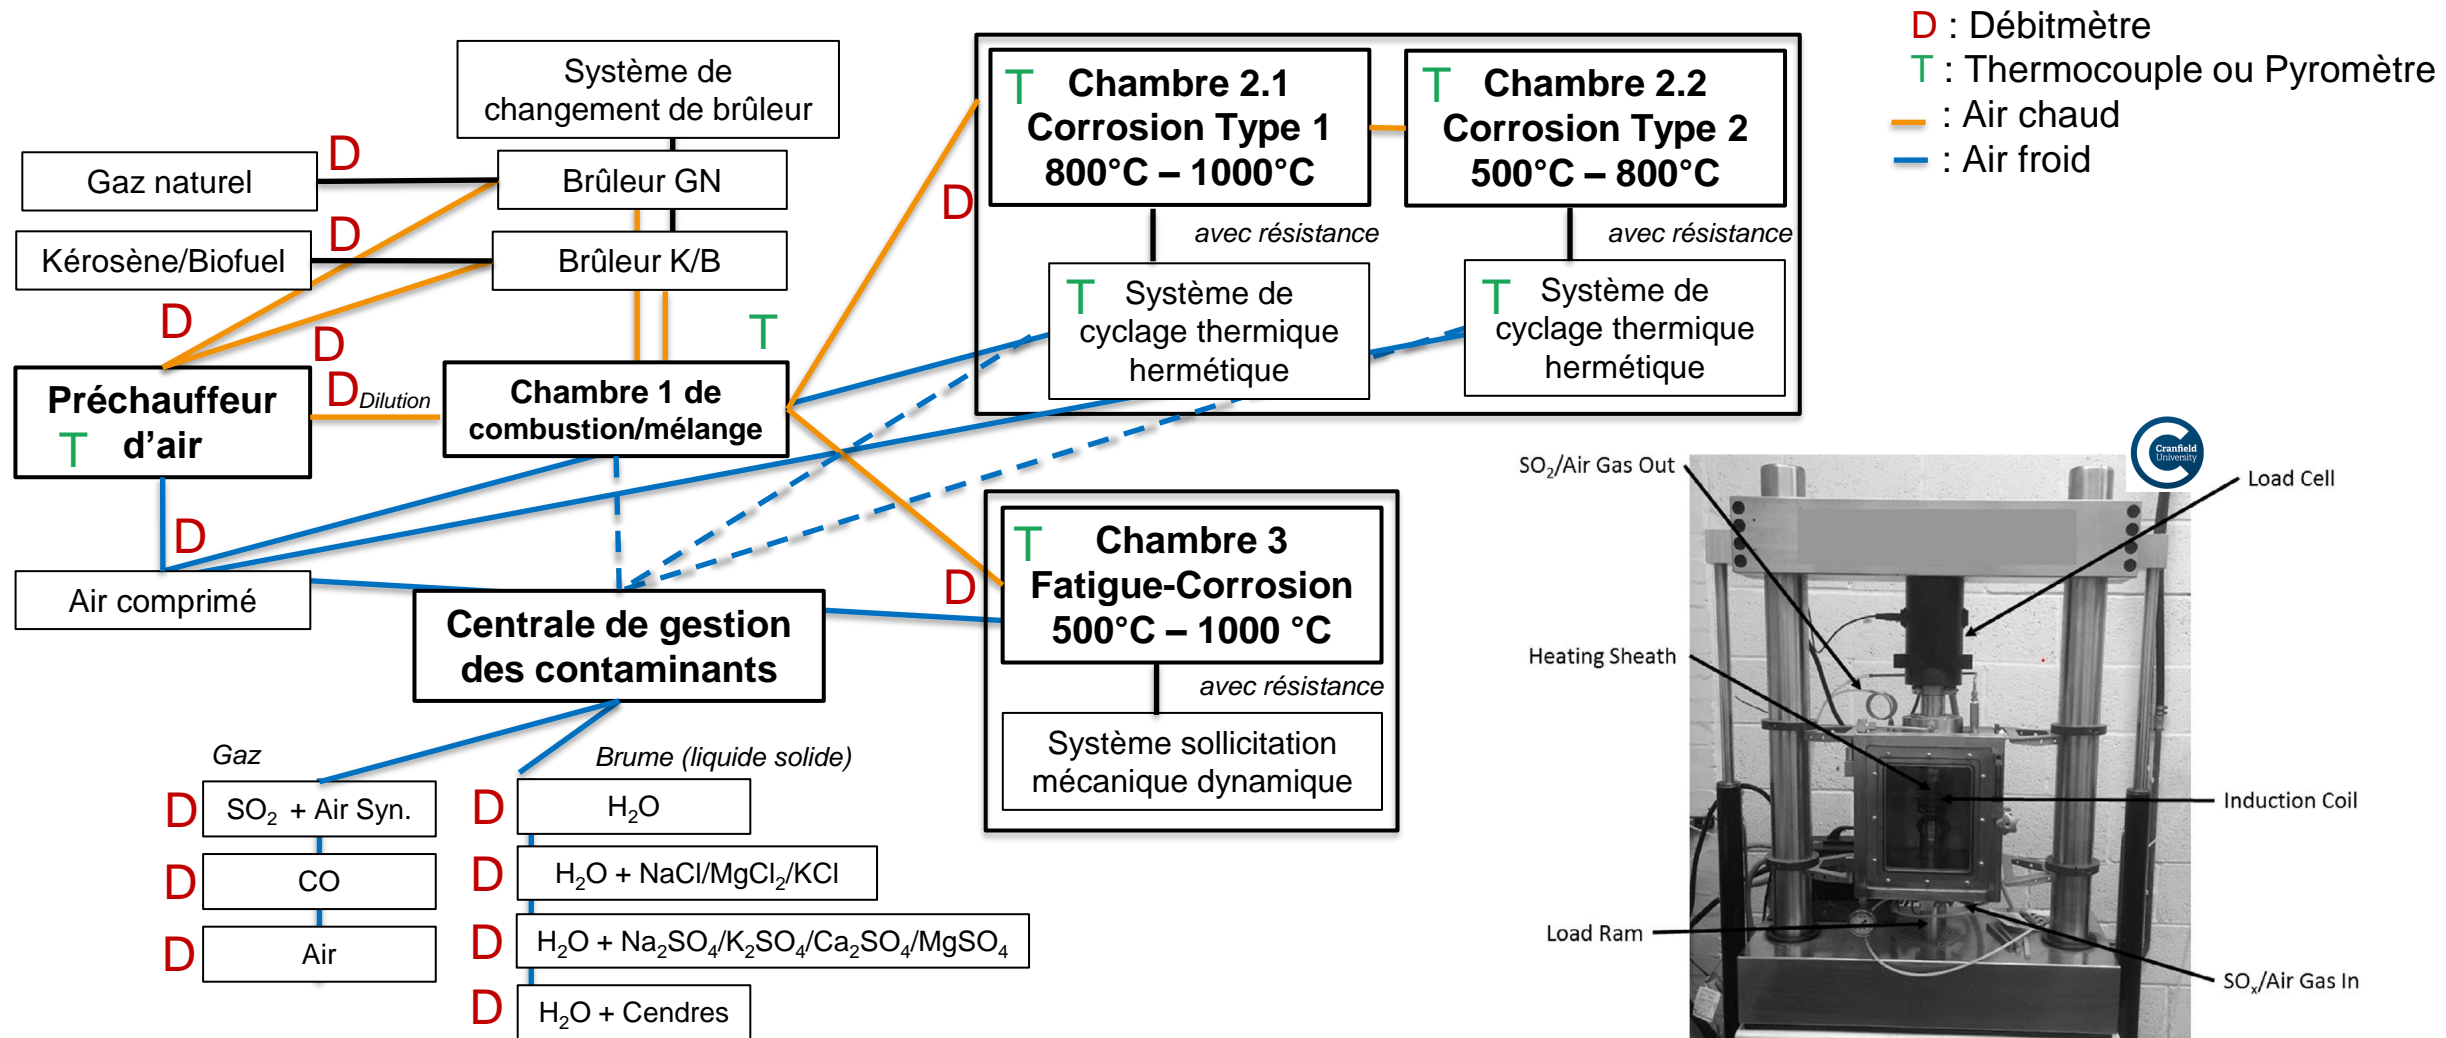 D : Débitmètre
T : Thermocouple ou Pyromètre
: Air chaud
: Air froid
Système de
changement de brûleur
D
Gaz naturel
Brûleur GN
D
Kérosène/Biofuel
Brûleur K/B
D
D
T
Préchauffeur
d’air
T
D
Dilution
Chambre 1 de
combustion/mélange
D
Air comprimé
Centrale de gestion
des contaminants
T
Chambre 2.1
Corrosion Type 1
800°C – 1000°C
D
avec résistance
T
Système de
cyclage thermique
hermétique
T
Chambre 2.2
Corrosion Type 2
500°C – 800°C
avec résistance
T
Système de
cyclage thermique
hermétique
T
Chambre 3
Fatigue-Corrosion
500°C – 1000 °C
D
avec résistance
Système sollicitation
mécanique dynamique
Gaz
D
SO₂ + Air Syn.
D
CO
D
Air
Brume (liquide solide)
D
H₂O
D
H₂O + NaCl/MgCl₂/KCl
D
H₂O + Na₂SO₄/K₂SO₄/Ca₂SO₄/MgSO₄
D
H₂O + Cendres
Cranfield
University
SO₂/Air Gas Out
Load Cell
Heating Sheath
Induction Coil
Load Ram
SOₓ/Air Gas In